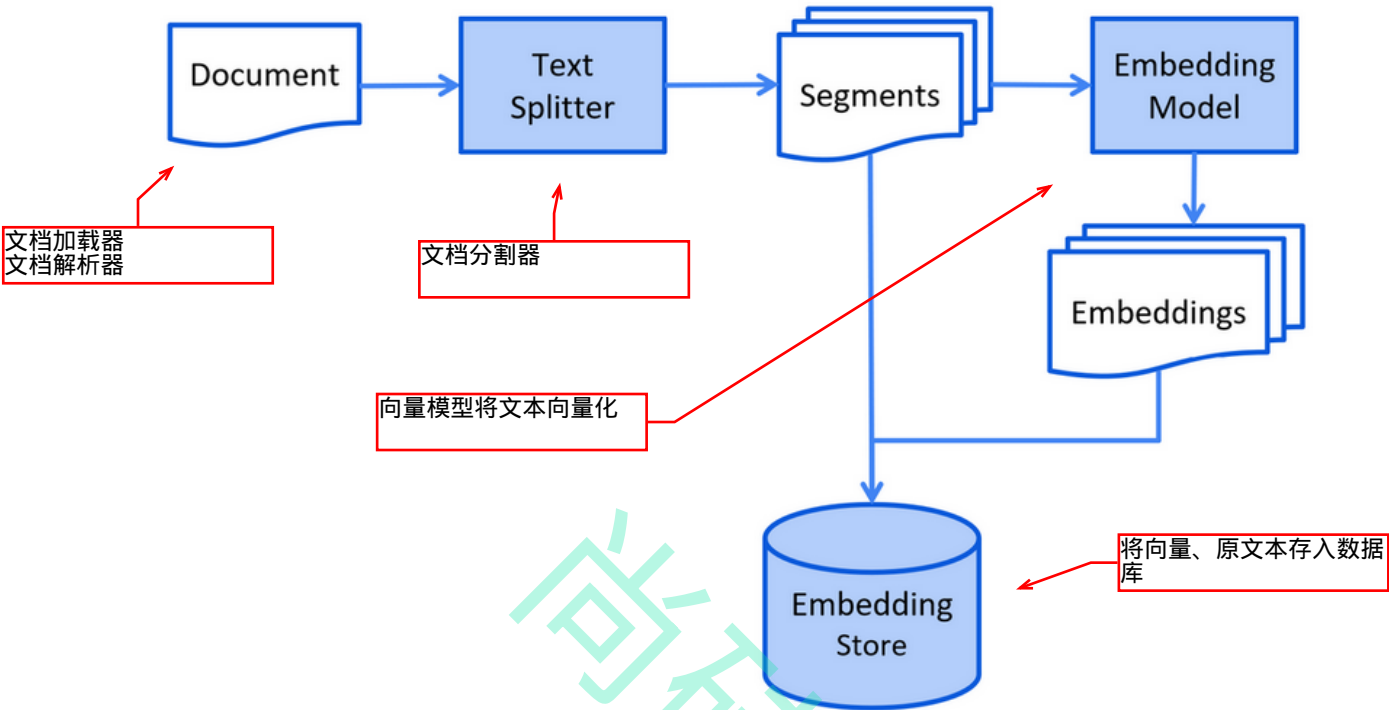 Document
Text
Splitter
Segments
Embedding
Model
文档加载器
文档解析器
文档分割器
Embeddings
向量模型将文本向量化
将向量、原文本存入数据
库
Embedding
Store
尚硅